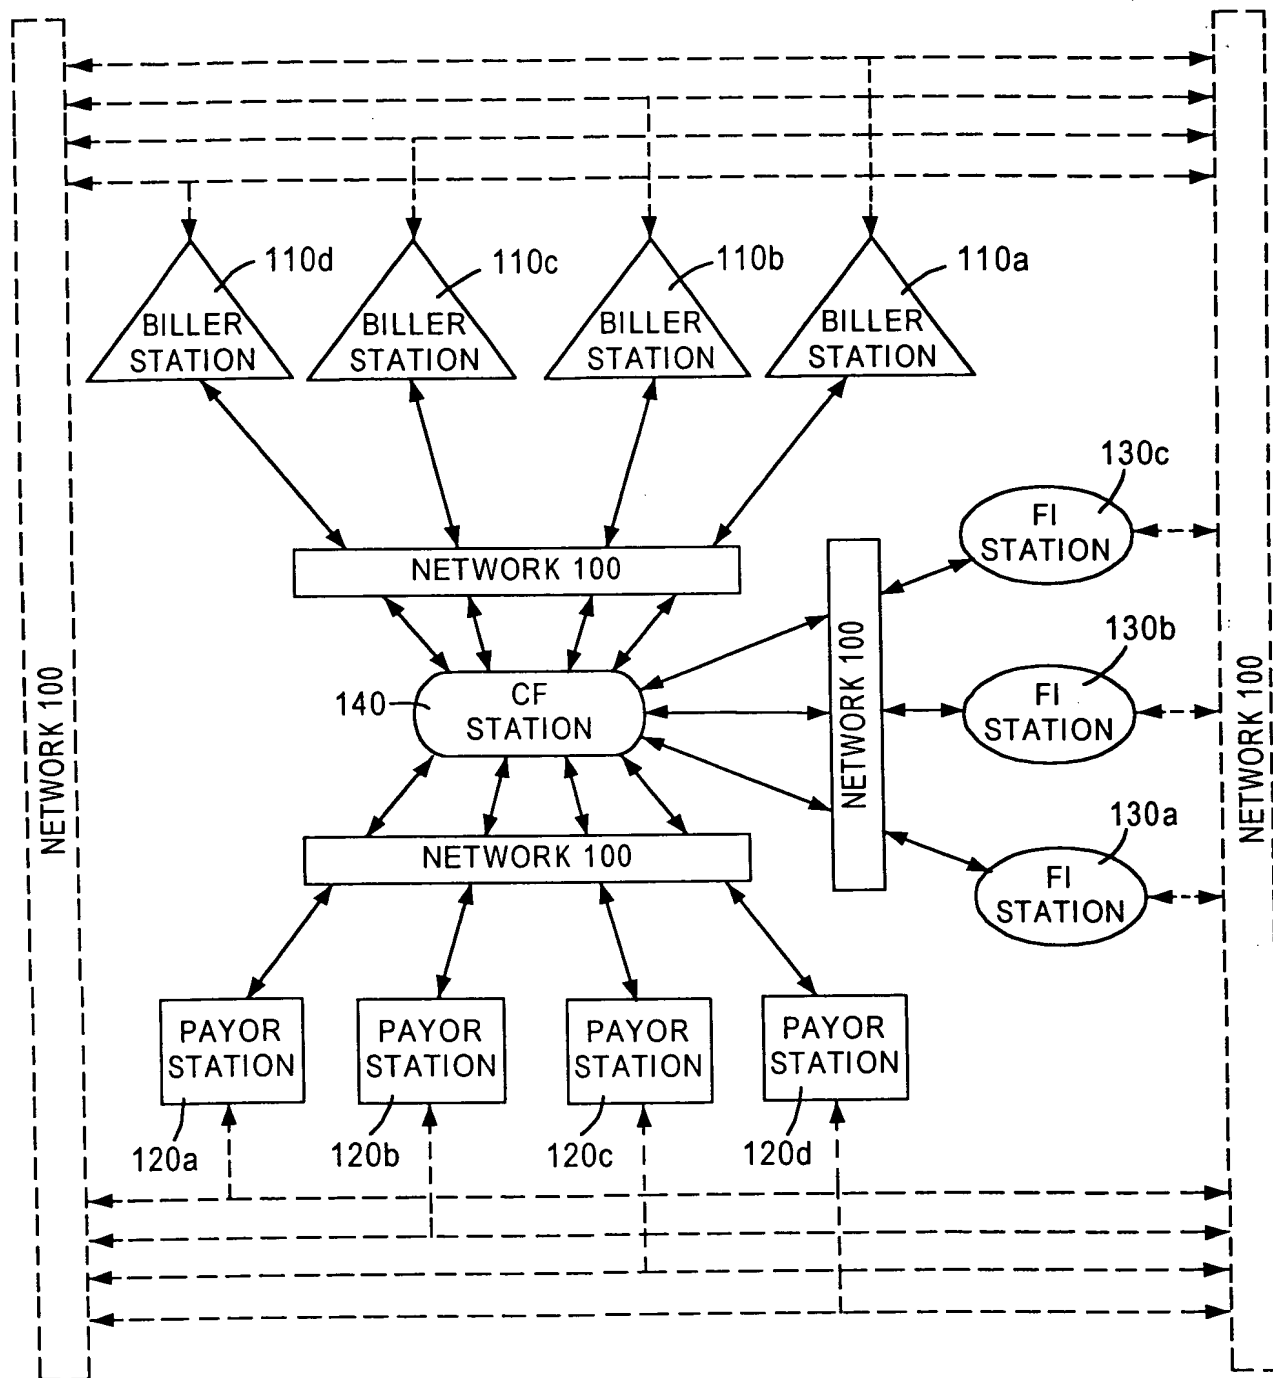 110d
110c
110b
110a
BILLER
STATION
BILLER
STATION
BILLER
STATION
BILLER
STATION
130c
FI
STATION
NETWORK 100
130b
FI
STATION
NETWORK 100
CF
STATION
140
NETWORK 100
NETWORK 100
130a
FI
STATION
NETWORK 100
PAYOR
STATION
PAYOR
STATION
PAYOR
STATION
PAYOR
STATION
120a
120b
120c
120d